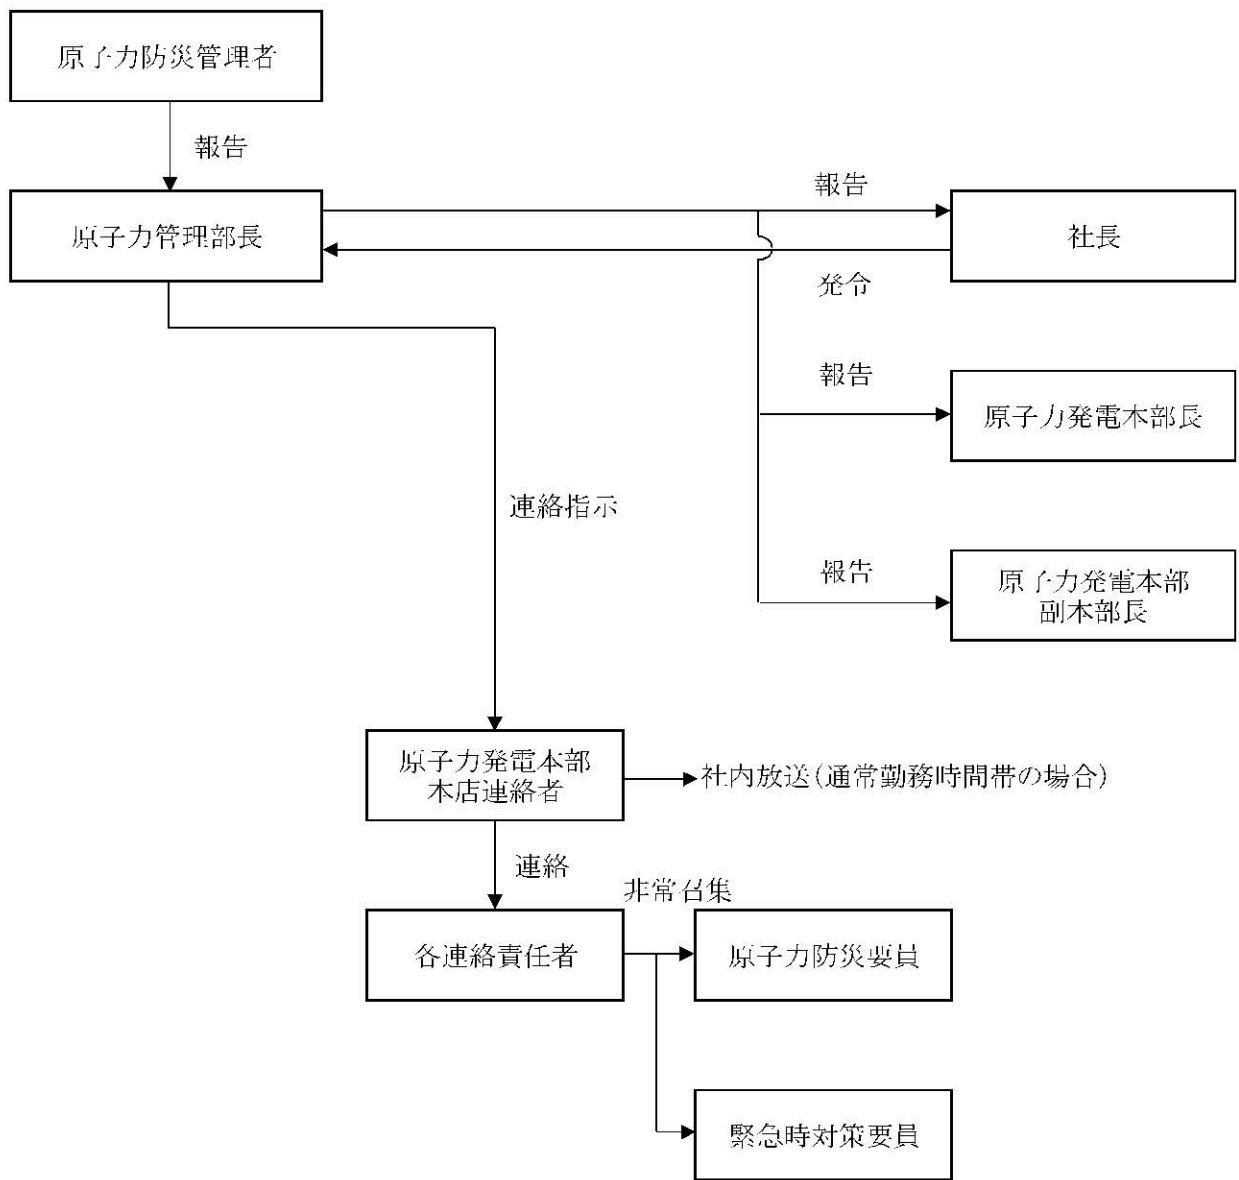 原子力防災管理者
報告
原子力管理部長
報告
社長
発令
報告
原子力発電本部長
連絡指示
報告
原子力発電本部
副本部長
原子力発電本部
本店連絡者
社内放送(通常勤務時間帯の場合)
連絡
非常召集
各連絡責任者
原子力防災要員
緊急時対策要員